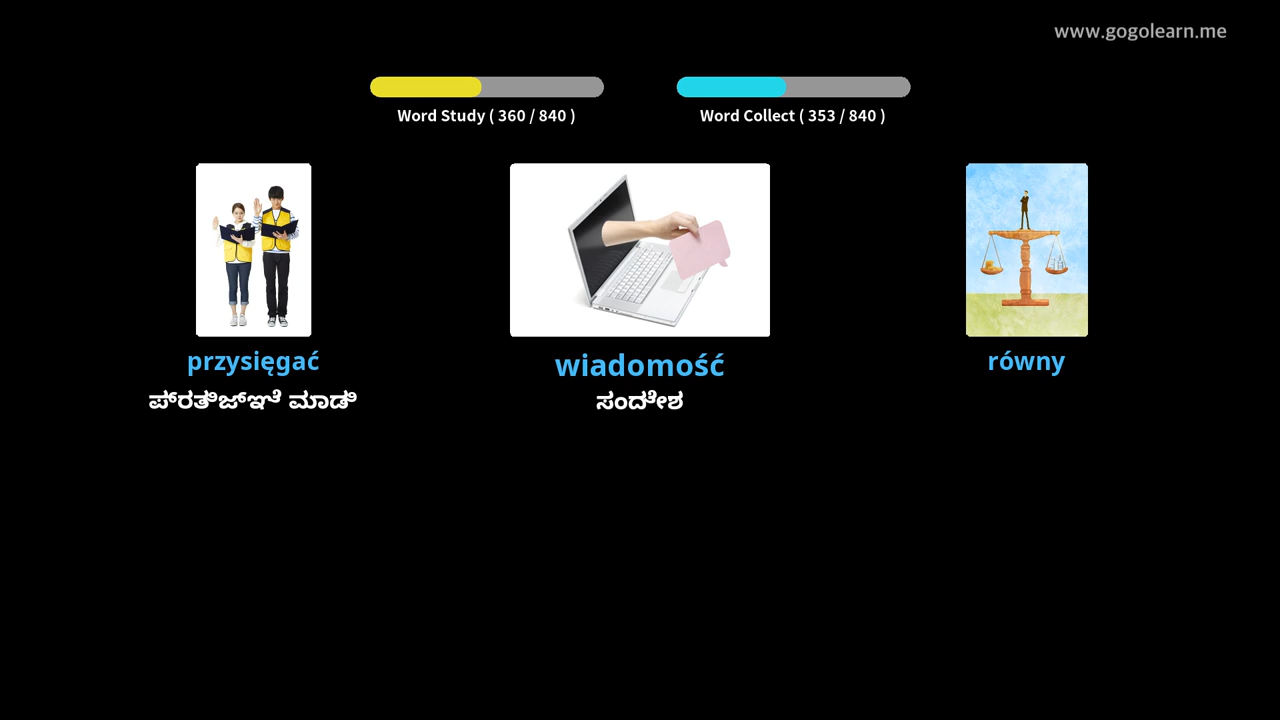 www.gogolearn.me
Word Study ( 360 / 840 )
Word Collect ( 353 / 840 )
przysięgać
wiadomość
równy
ಪ್ರತಿಜ್ಞೆ ಮಾಡಿ
ಸಂದೇಶ